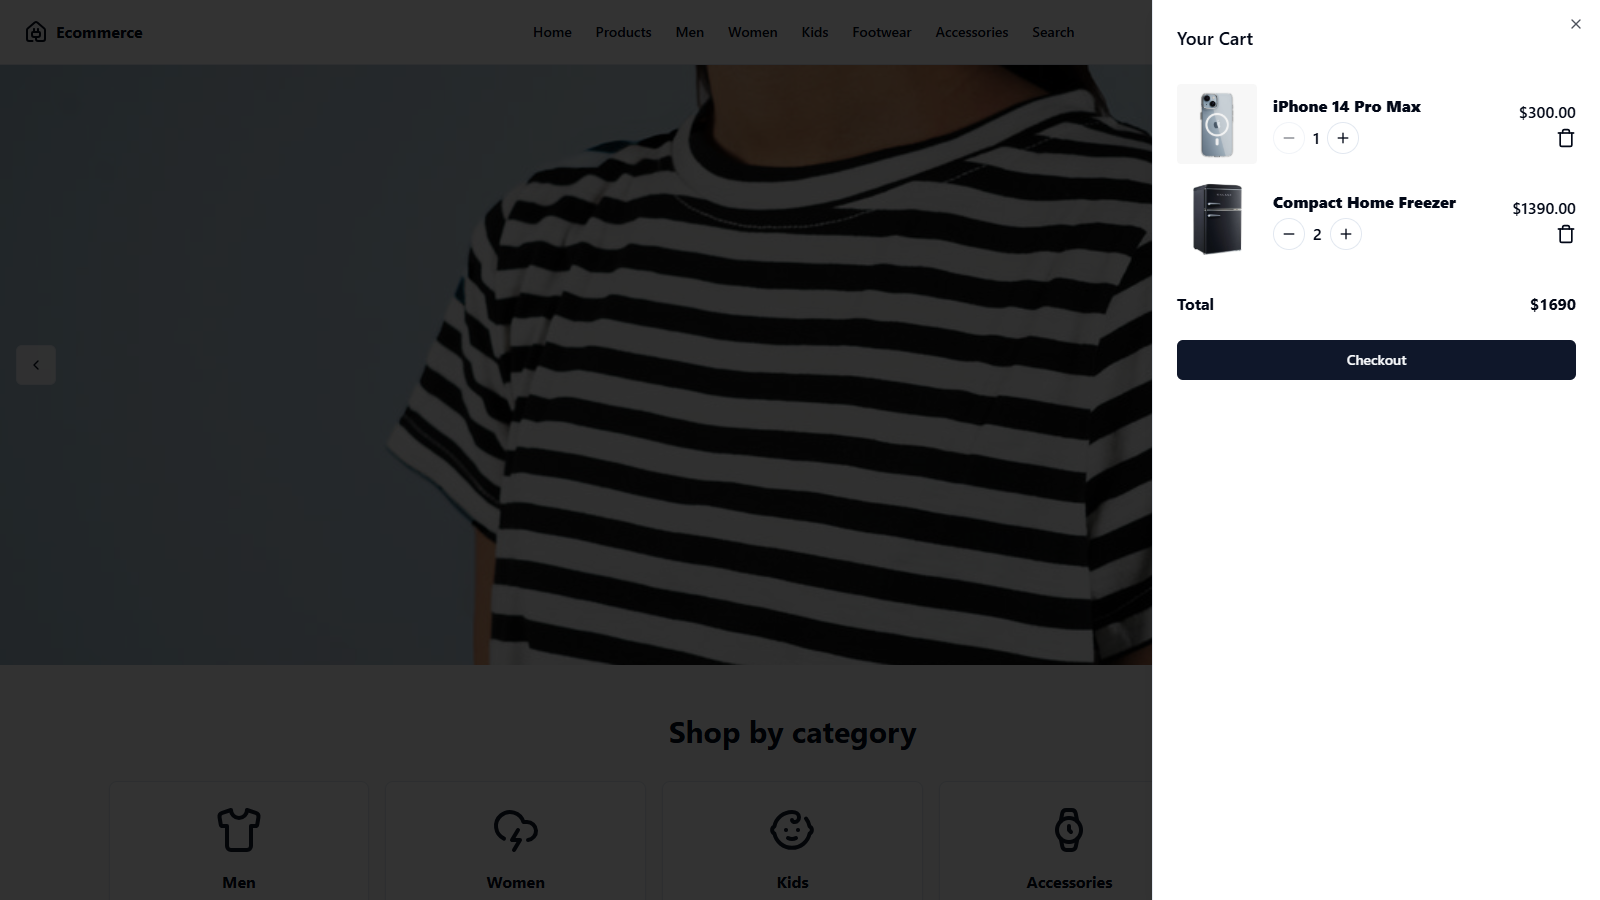 Ecommerce
Home Products Men Women Kids Footwear Accessories Search
Shop by category
Men Women Kids Accessories
Your Cart
iPhone 14 Pro Max
$300.00
1
Compact Home Freezer
$1390.00
2
Total $1690
Checkout